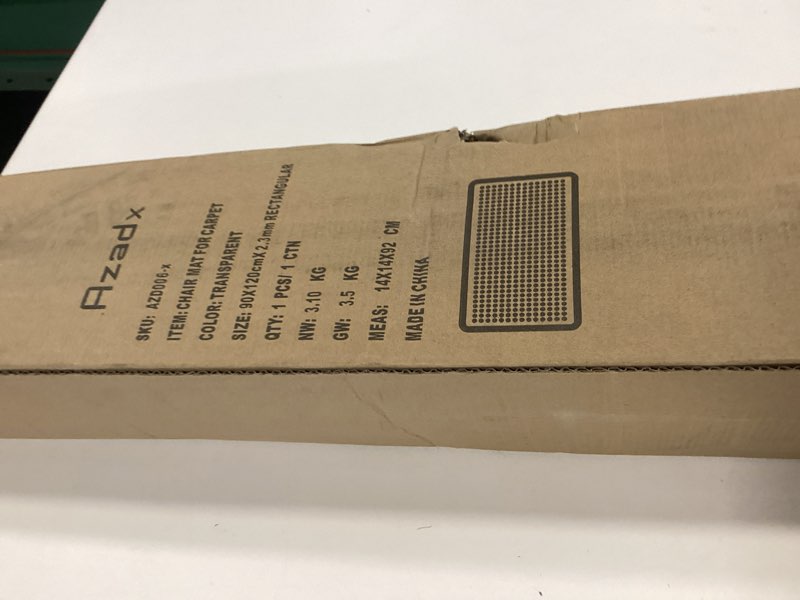 Azadx
SKU: AZD006-x
ITEM: CHAIR MAT FOR CARPET
COLOR: TRANSPARENT
SIZE: 90X120cmX2.3mm RECTANGULAR
QTY: 1 PCS/ 1 CTN
NW: 3.10 KG
GW: 3.5 KG
MEAS: 14X14X92 CM
MADE IN CHINA